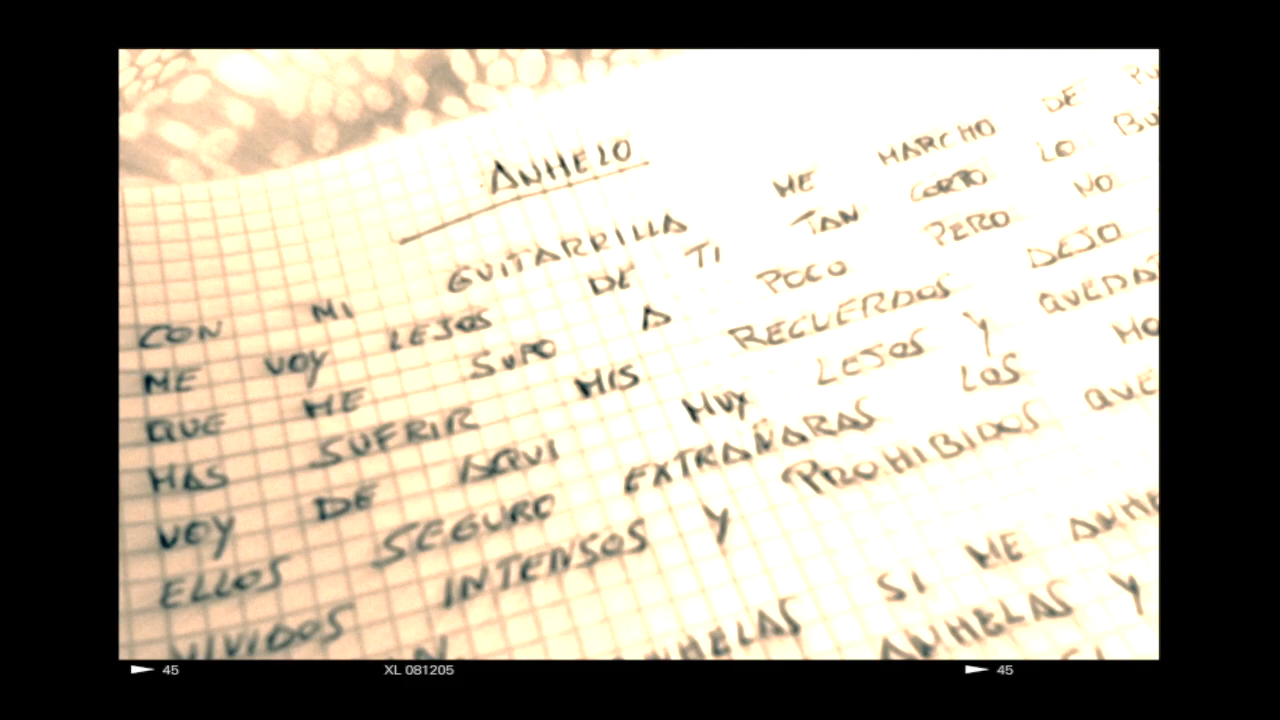 ANHELO
CON MI GUITARRILLA ME MARCHO DE
ME VOY LEJOS DE TI TAN CORTO LO
QUE ME SUPO A POCO PERO NO
MAS SUFRIR MIS RECUERDOS DEJO
VOY DE AQUI MUY LEJOS Y
ELLOS SEGURO EXTRAÑARAS LOS
VIVIDOS INTENSOS Y PROHIBIDOS QUE
ANHELAS SI ME
ANHELAS Y
45 XL 081205 45